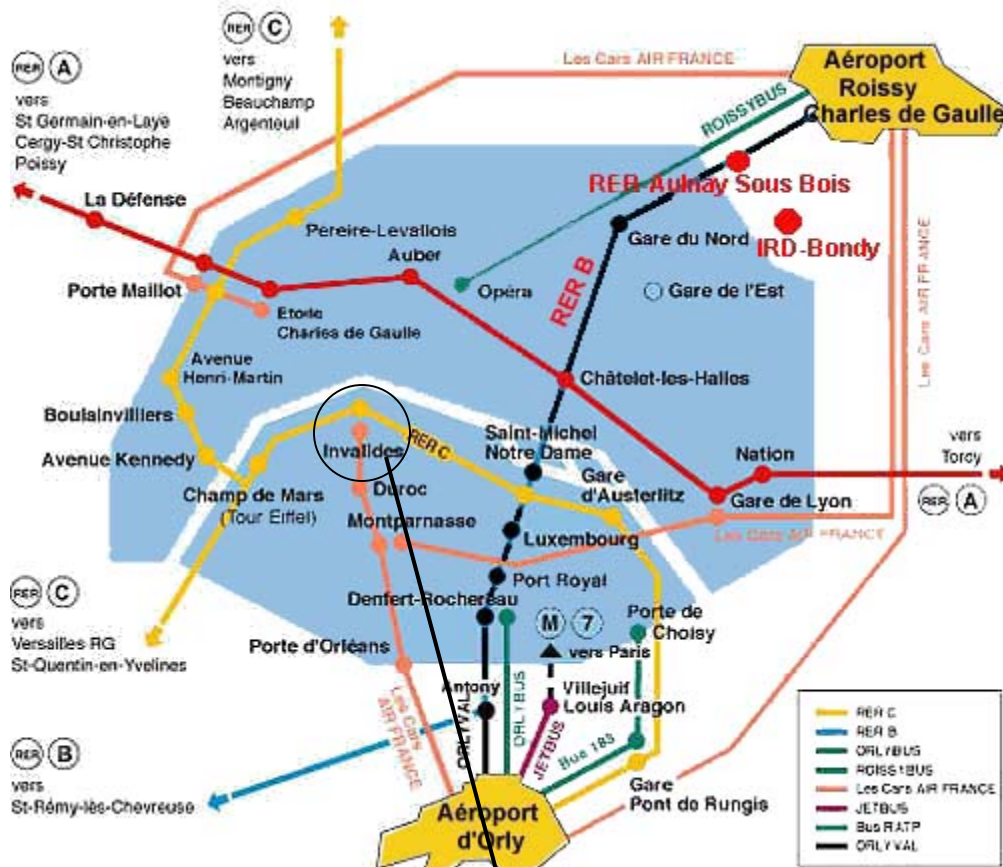 RER A
vers
St Germain-en-Laye
Cergy-St Christophe
Poissy
RER C
vers
Montigny
Beauchamp
Argenteuil
Les Cars AIR FRANCE
Aéroport
Roissy
Charles de Gaulle
ROISSYBUS
RER-Aulnay Sous Bois
IRD-Bondy
La Défense
Pereire-Levallois
Gare du Nord
Auber
Porte Maillot
Opéra
RER B
Gare de l'Est
Etoile
Charles de Gaulle
Les Cars AIR FRANCE
Les Cars AIR FRANCE
Avenue
Henri-Martin
Châtelet-les-Halles
Boulainvilliers
Invalides
RER C
Saint-Michel
Notre Dame
Avenue Kennedy
Nation
vers
Torcy
RER A
Champ de Mars
(Tour Eiffel)
Duroc
Gare
d'Austerlitz
Gare de Lyon
Montparnasse
Luxembourg
Les Cars AIR FRANCE
Port Royal
RER C
vers
Versailles RG
St-Quentin-en-Yvelines
Denfert-Rochereau
M 7
vers Paris
Porte de
Choisy
Porte d'Orléans
Antony
Villejuif
Louis Aragon
Les Cars
AIR FRANCE
ORLYVAL
ORLYBUS
JETBUS
Bus 183
RER B
vers
St-Rémy-lès-Chevreuse
Gare
Pont de Rungis
Aéroport
d'Orly
RER C
RER B
ORLYBUS
ROISSYBUS
Les Cars AIR FRANCE
JETBUS
Bus RATP
ORLYVAL